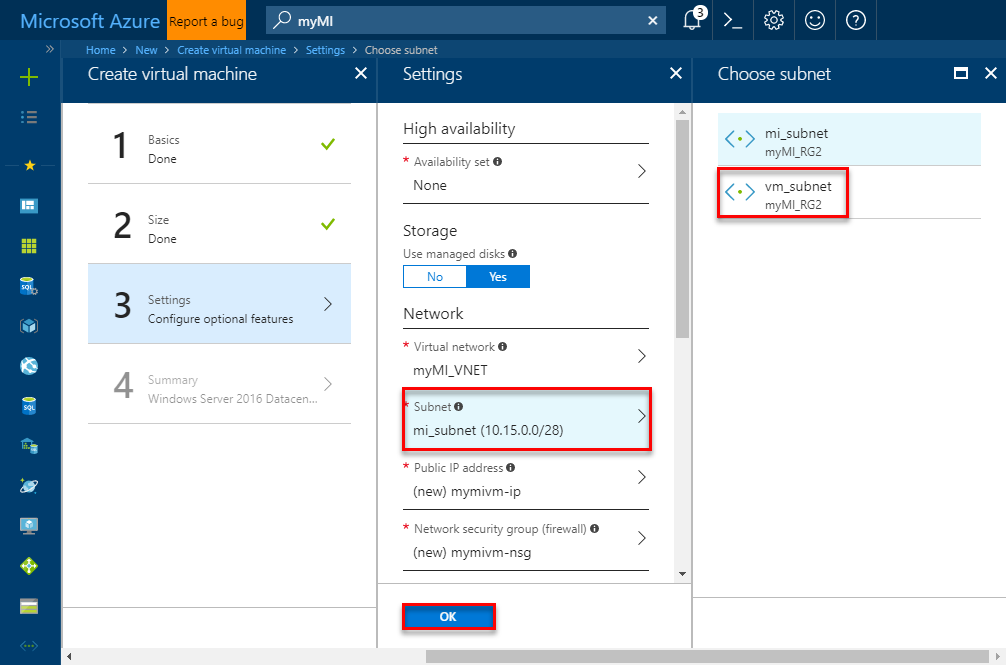 Microsoft Azure
Report a bug
myMI
3
Home > New > Create virtual machine > Settings > Choose subnet
Create virtual machine
1
Basics
Done
2
Size
Done
3
Settings
Configure optional features
4
Summary
Windows Server 2016 Datacen...
Settings
High availability
* Availability set
None
Storage
Use managed disks
No Yes
Network
* Virtual network
myMI_VNET
* Subnet
mi_subnet (10.15.0.0/28)
* Public IP address
(new) mymivm-ip
* Network security group (firewall)
(new) mymivm-nsg
OK
Choose subnet
mi_subnet
myMI_RG2
vm_subnet
myMI_RG2